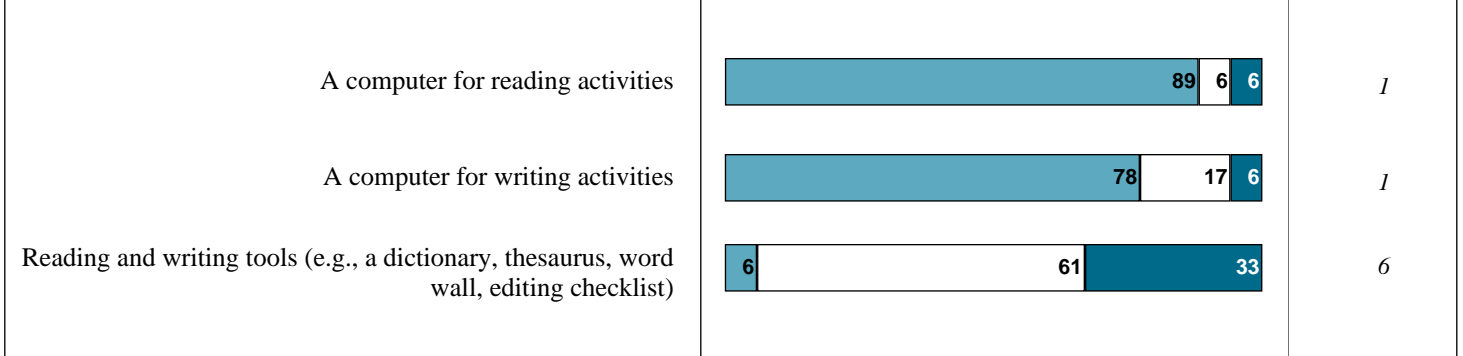 A computer for reading activities 89 6 6 1
A computer for writing activities 78 17 6 1
Reading and writing tools (e.g., a dictionary, thesaurus, word
wall, editing checklist) 6 61 33 6